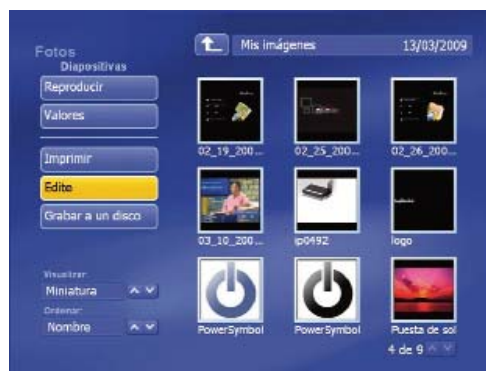 Fotos
Diapositivas
Reproducir
Valores
Imprimir
Edite
Grabar a un disco
Visualizar:
Miniatura
Ordenar:
Nombre
Mis imágenes 13/03/2009
02_19_200... 02_25_200... 02_26_200...
03_10_200... ip0492 logo
PowerSymbol PowerSymbol Puesta de sol
4 de 9